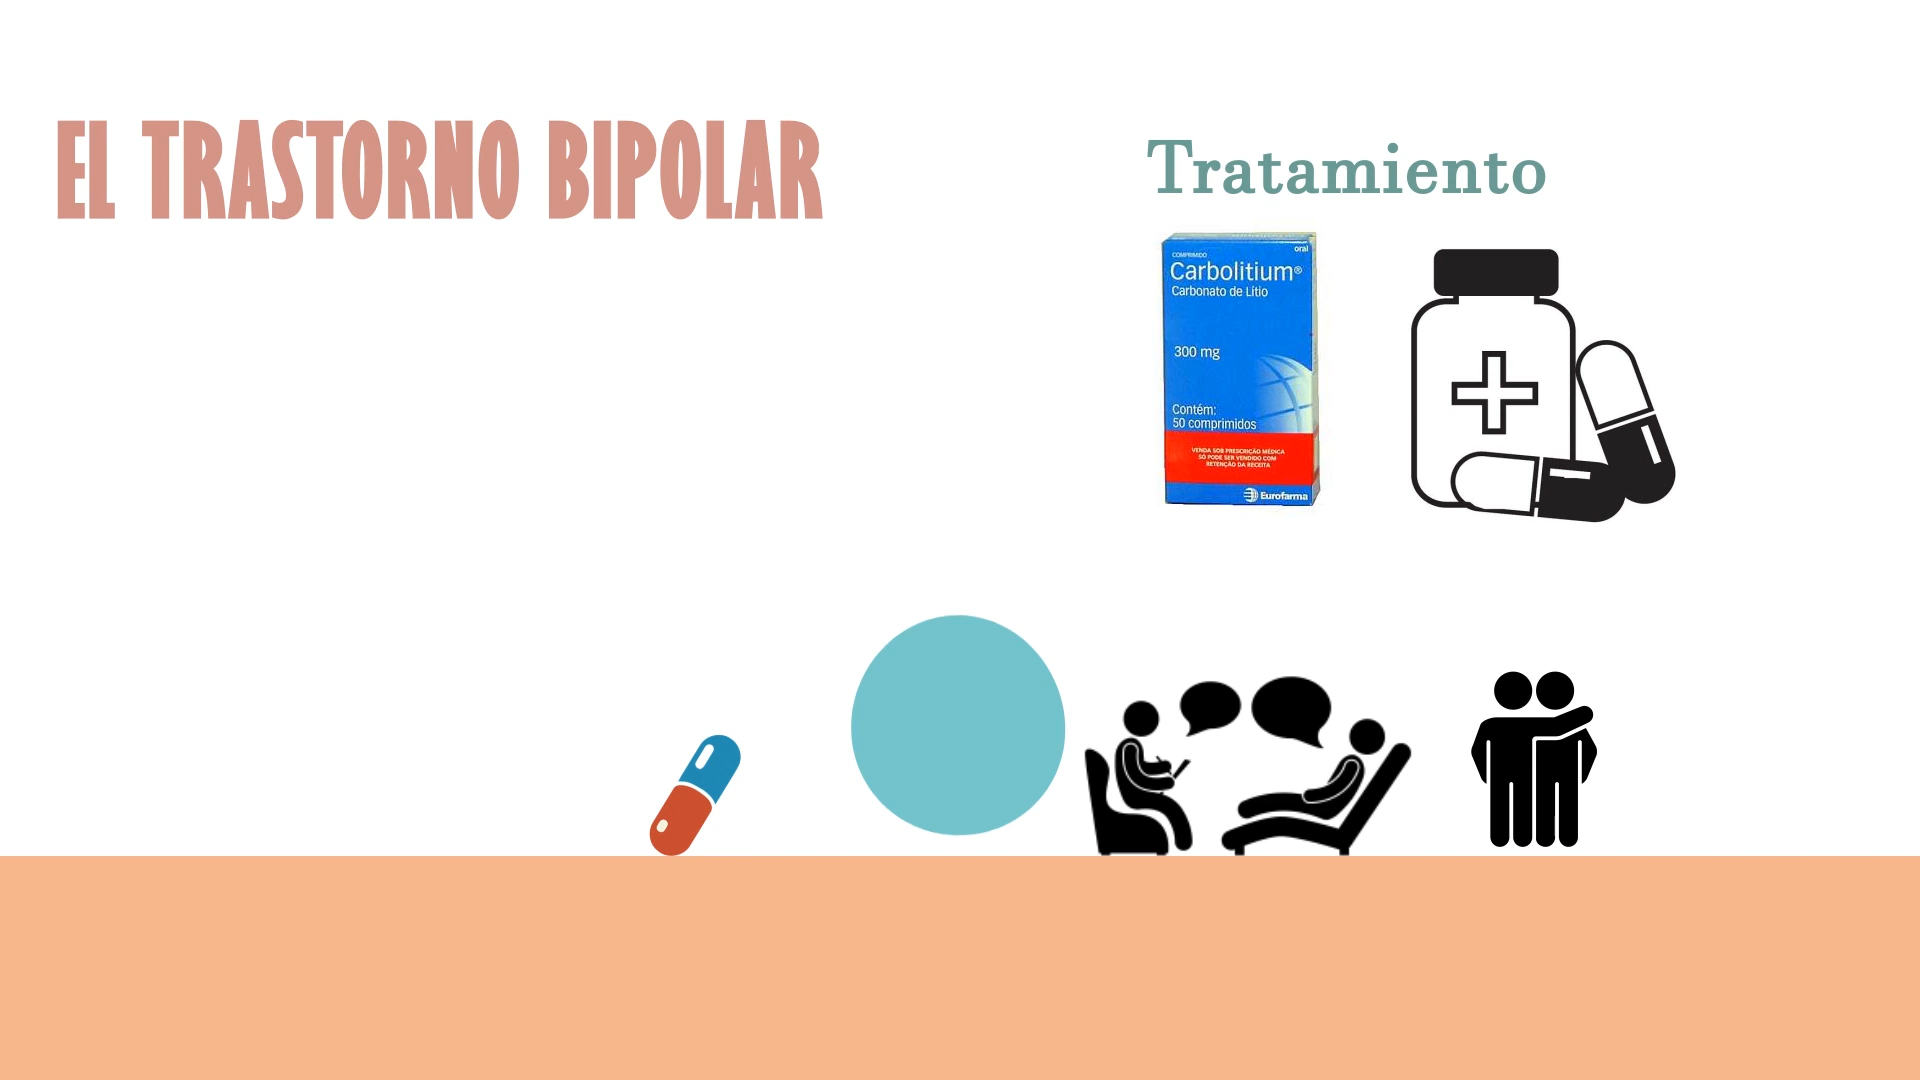 EL TRASTORNO BIPOLAR
Tratamiento
oral
COMPRIMIDO
Carbolitium®
Carbonato de Lítio
300 mg
Contém:
50 comprimidos
VENDA SOB PRESCRIÇÃO MÉDICA
SÓ PODE SER VENDIDO COM
RETENÇÃO DA RECEITA
Eurofarma